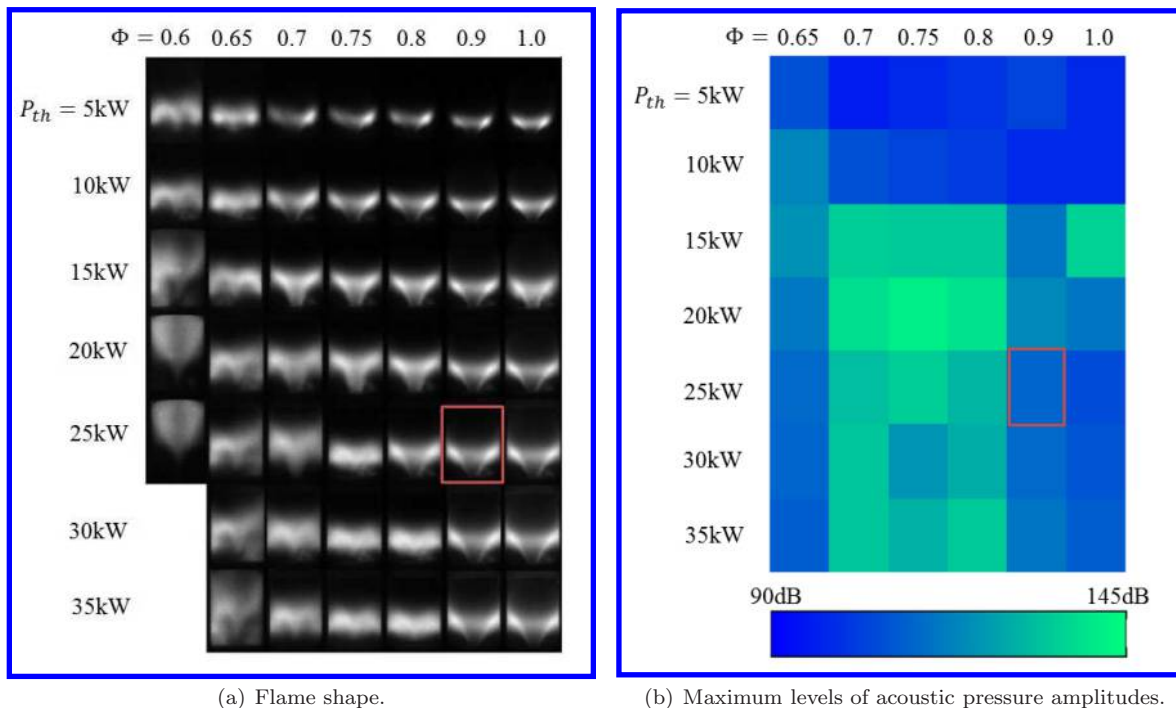 Φ = 0.6 0.65 0.7 0.75 0.8 0.9 1.0
P_th = 5kW
10kW
15kW
20kW
25kW
30kW
35kW
(a) Flame shape.
Φ = 0.65 0.7 0.75 0.8 0.9 1.0
P_th = 5kW
10kW
15kW
20kW
25kW
30kW
35kW
90dB 145dB
(b) Maximum levels of acoustic pressure amplitudes.